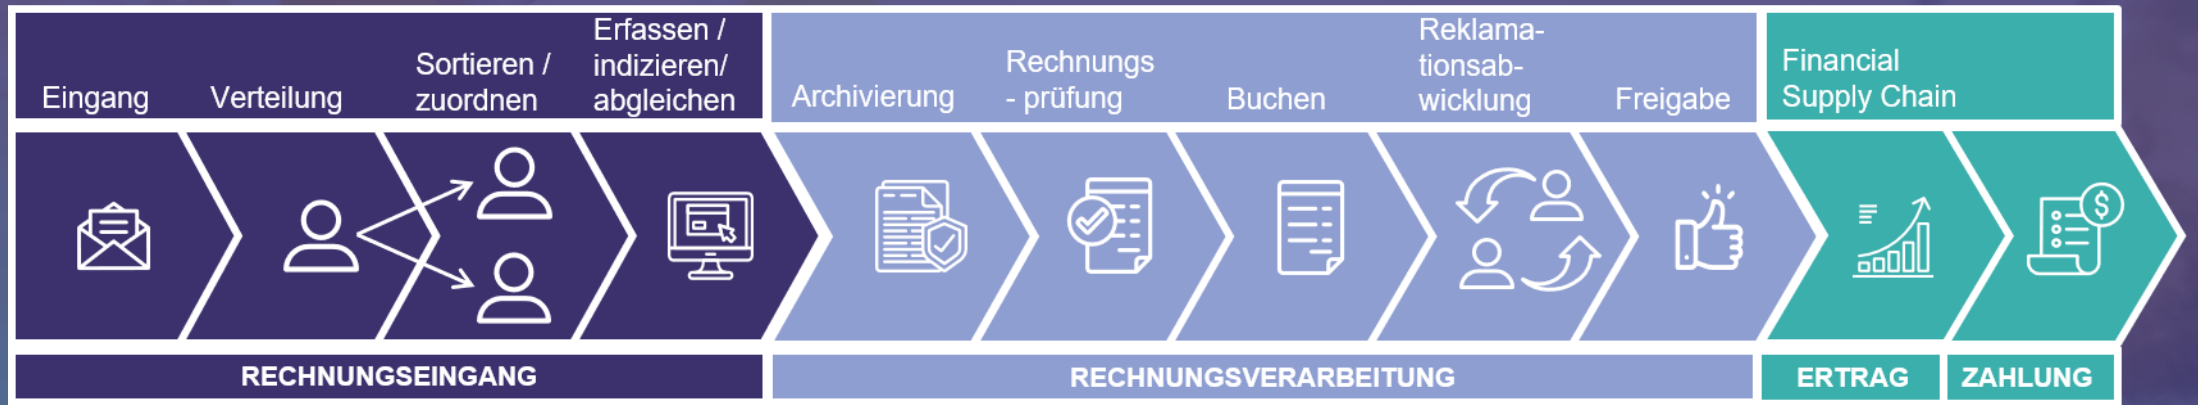 Eingang
Verteilung
Sortieren /
zuordnen
Erfassen /
indizieren/
abgleichen
Archivierung
Rechnungs
- prüfung
Buchen
Reklama-
tionsab-
wicklung
Freigabe
Financial
Supply Chain
$
RECHNUNGSEINGANG
RECHNUNGSVERARBEITUNG
ERTRAG
ZAHLUNG